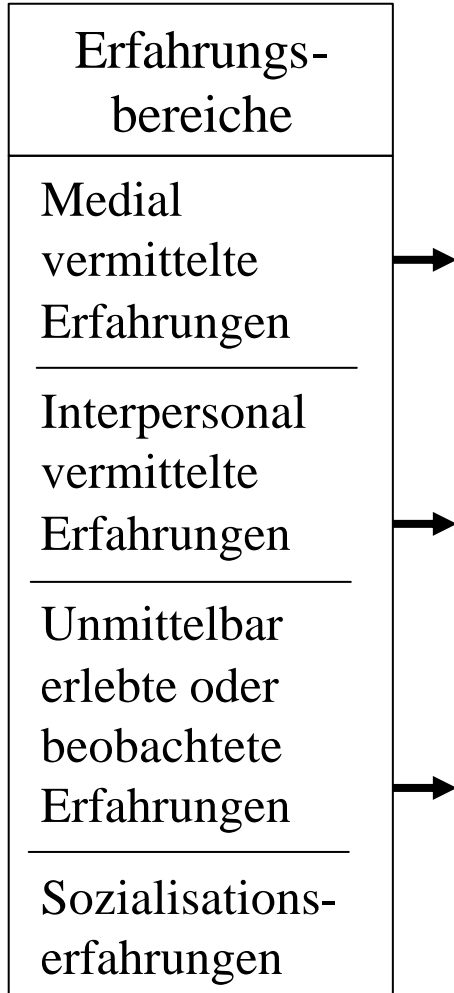 Erfahrungs-
bereiche
Medial
vermittelte
Erfahrungen
Interpersonal
vermittelte
Erfahrungen
Unmittelbar
erlebte oder
beobachtete
Erfahrungen
Sozialisations-
erfahrungen